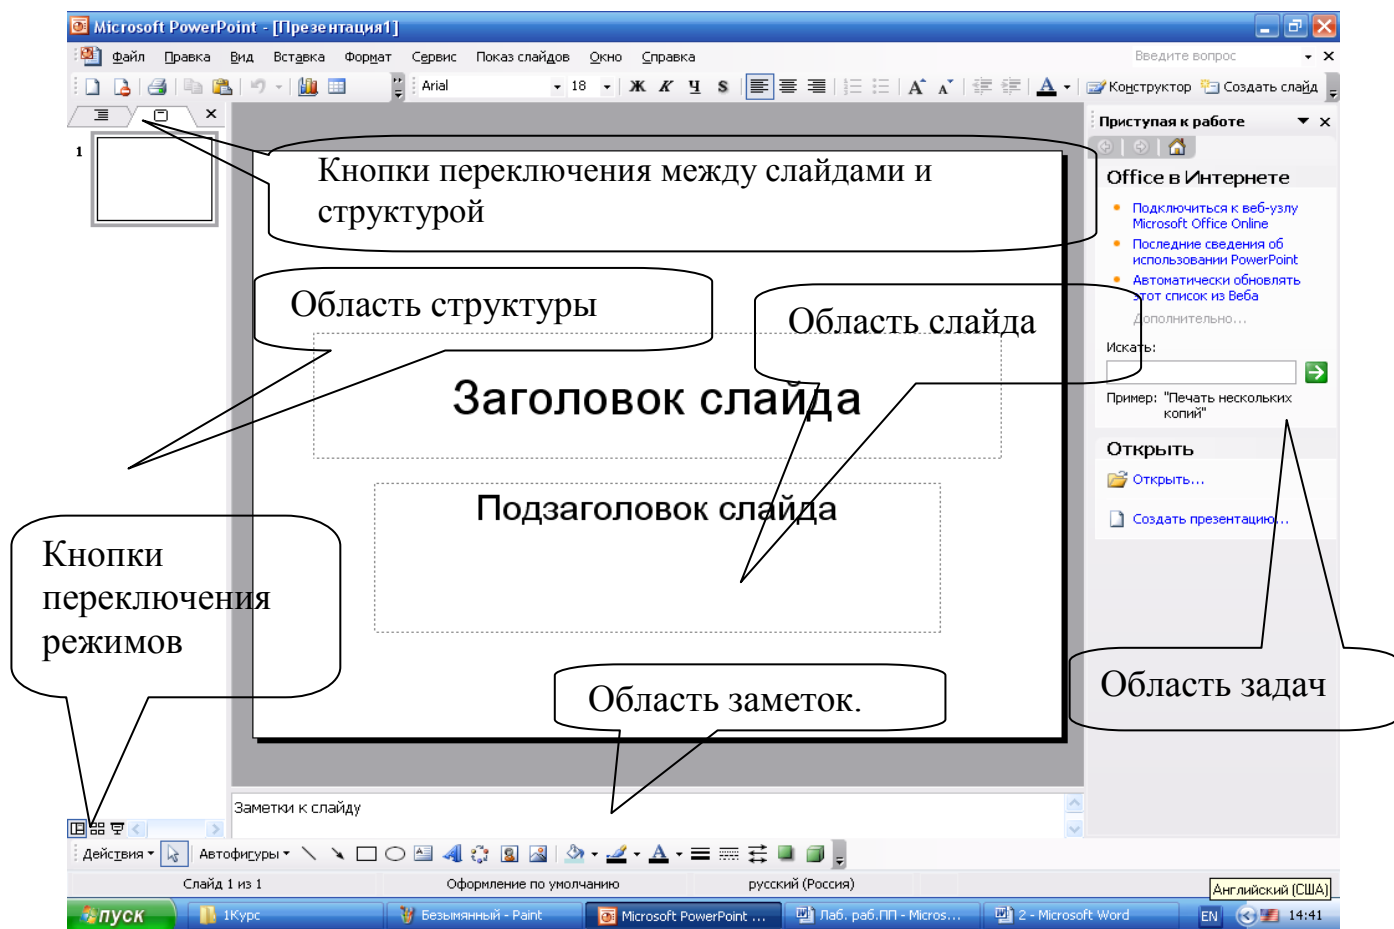 Microsoft PowerPoint - [Презентация1]
Файл Правка Вид Вставка Формат Сервис Показ слайдов Окно Справка Введите вопрос
Arial 18 Ж К Ч S Конструктор Создать слайд
Приступая к работе
1
Кнопки переключения между слайдами и
структурой
Office в Интернете
Подключиться к веб-узлу
Microsoft Office Online
Последние сведения об
использовании PowerPoint
Автоматически обновлять
этот список из Веба
Дополнительно...
Искать:
Пример: "Печать нескольких
копий"
Открыть
Открыть...
Создать презентацию...
Область структуры
Область слайда
Заголовок слайда
Подзаголовок слайда
Кнопки
переключения
режимов
Область заметок.
Область задач
Заметки к слайду
Действия Автофигуры
Слайд 1 из 1 Оформление по умолчанию русский (Россия)
Английский (США)
пуск 1Курс Безымянный - Paint Microsoft PowerPoint ... Лаб. раб.ПП - Micros... 2 - Microsoft Word EN 14:41